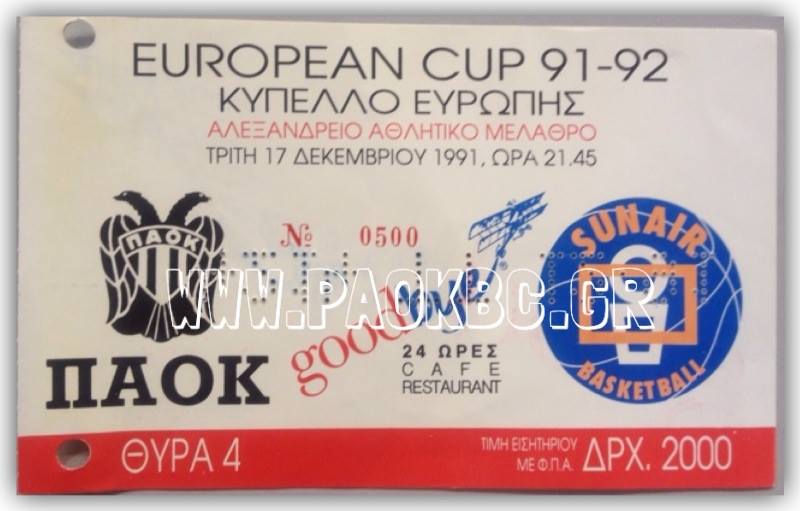 EUROPEAN CUP 91-92
ΚΥΠΕΛΛΟ ΕΥΡΩΠΗΣ
ΑΛΕΞΑΝΔΡΕΙΟ ΑΘΛΗΤΙΚΟ ΜΕΛΑΘΡΟ
ΤΡΙΤΗ 17 ΔΕΚΕΜΒΡΙΟΥ 1991, ΩΡΑ 21.45
ΠΑΟΚ
№ 0500
SUNAIR
BASKETBALL
WWW.PAOKBC.GR
good
24 ΩΡΕΣ
CAFE
RESTAURANT
ΠΑΟΚ
ΘΥΡΑ 4
ΤΙΜΗ ΕΙΣΗΤΗΡΙΟΥ
ΜΕ Φ.Π.Α. ΔΡΧ. 2000